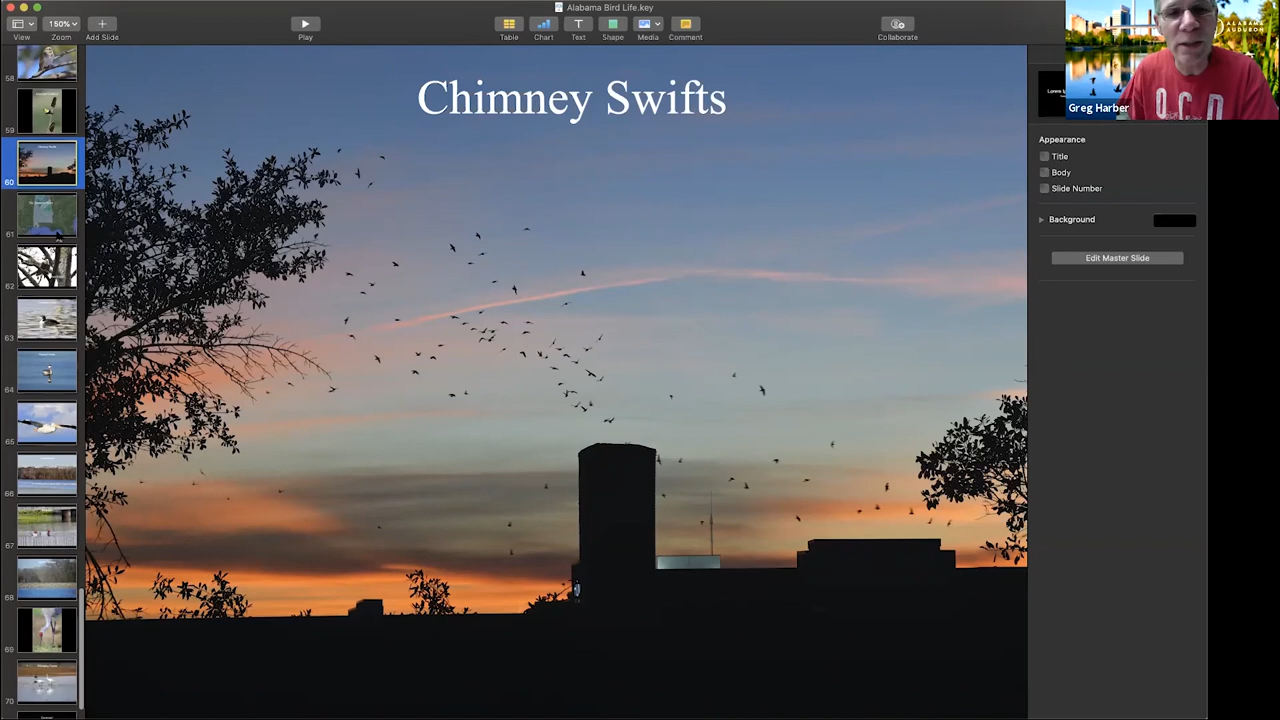 Alabama Bird Life.key
150%
View
Zoom
Add Slide
Play
Table
Chart
Text
Shape
Media
Comment
Collaborate
Chimney Swifts
58
59
60
61
62
63
64
65
66
67
68
69
70
ALABAMA
AUDUBON
Greg Harber
O C D
Appearance
Title
Body
Slide Number
Background
Edit Master Slide